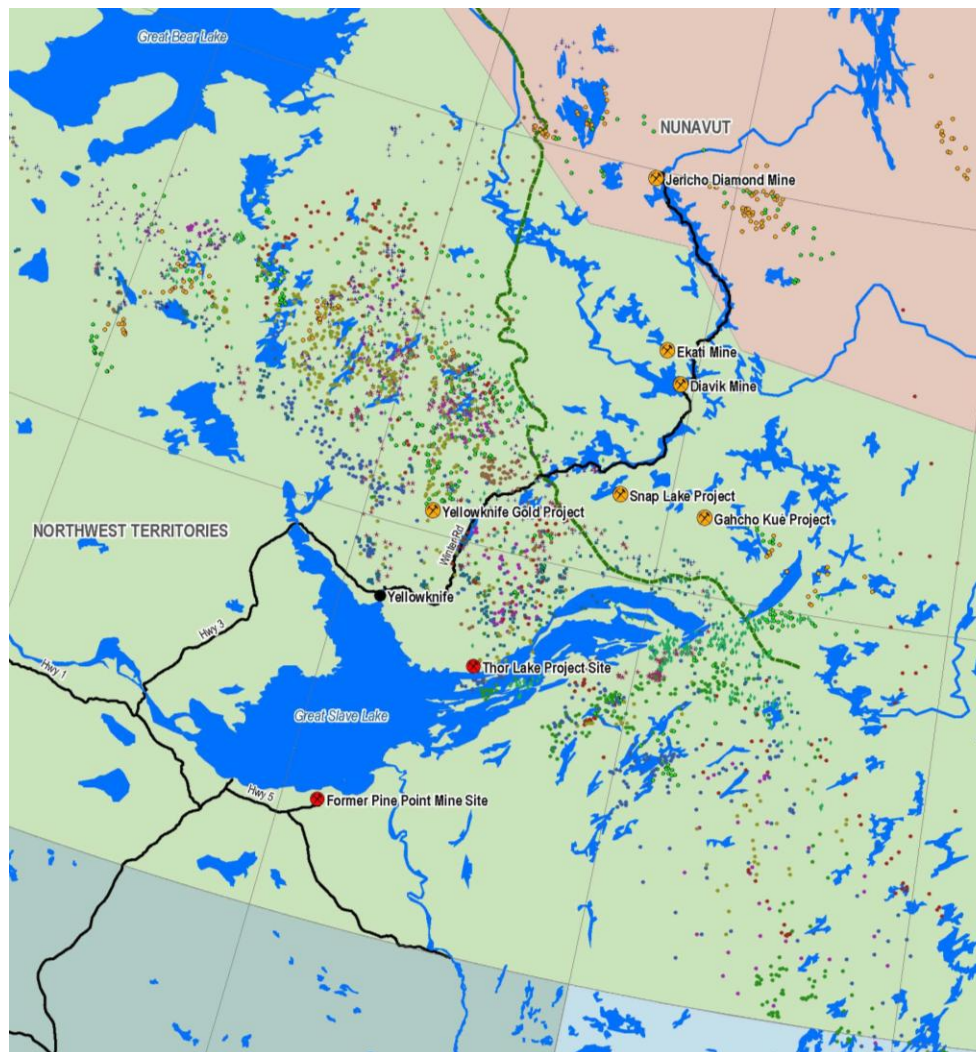 Great Bear Lake
NUNAVUT
Jericho Diamond Mine
Ekati Mine
Diavik Mine
Snap Lake Project
Yellowknife Gold Project
Gahcho Kué Project
NORTHWEST TERRITORIES
Winter Rd
Yellowknife
Hwy 3
Thor Lake Project Site
Hwy 1
Great Slave Lake
Hwy 5
Former Pine Point Mine Site